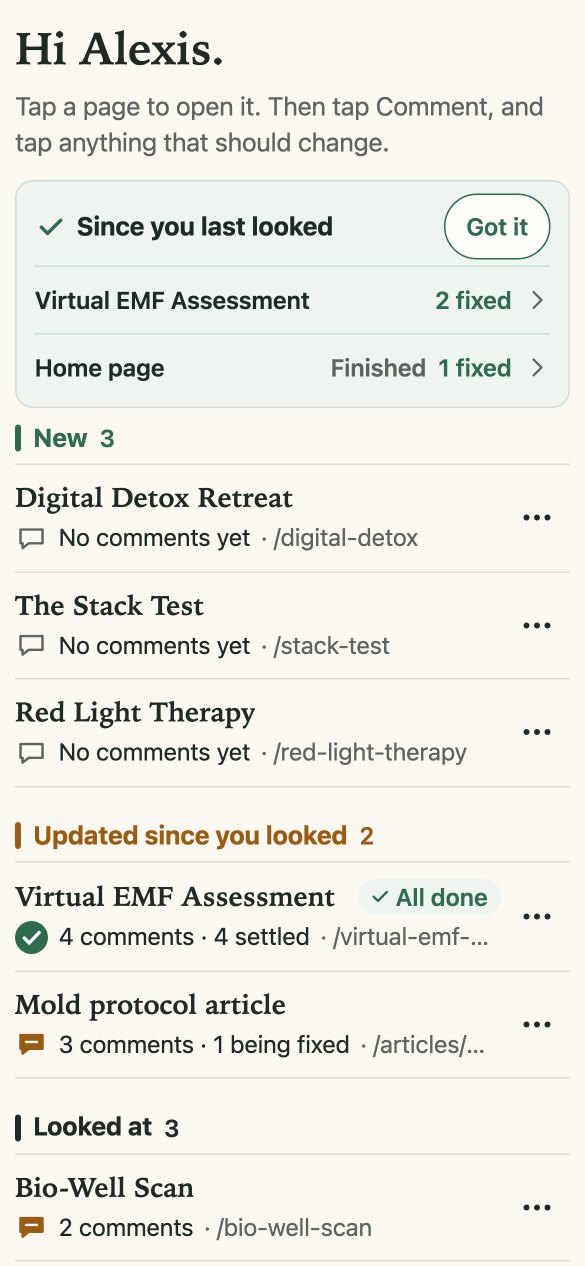 Hi Alexis.
Tap a page to open it. Then tap Comment, and
tap anything that should change.
Since you last looked Got it
Virtual EMF Assessment 2 fixed
Home page Finished 1 fixed
New 3
Digital Detox Retreat
No comments yet · /digital-detox
The Stack Test
No comments yet · /stack-test
Red Light Therapy
No comments yet · /red-light-therapy
Updated since you looked 2
Virtual EMF Assessment All done
4 comments · 4 settled · /virtual-emf-...
Mold protocol article
3 comments · 1 being fixed · /articles/...
Looked at 3
Bio-Well Scan
2 comments · /bio-well-scan